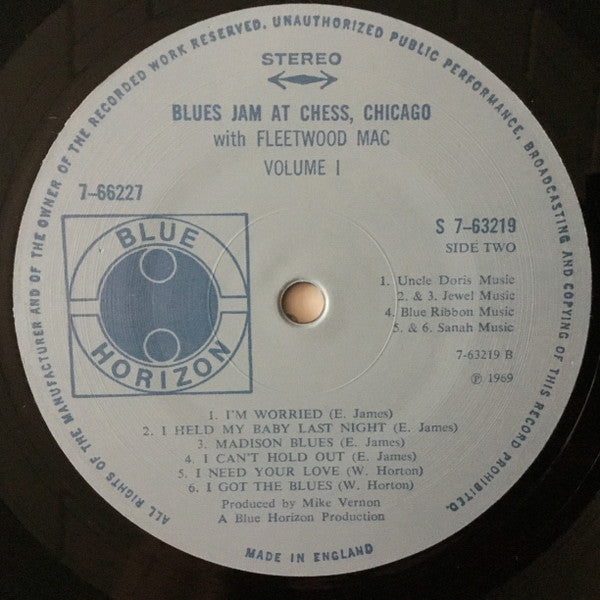 ALL RIGHTS OF THE MANUFACTURER AND OF THE OWNER OF THE RECORDED WORK RESERVED. UNAUTHORIZED PUBLIC PERFORMANCE, BROADCASTING AND COPYING OF THIS RECORD PROHIBITED.
STEREO
BLUES JAM AT CHESS, CHICAGO
with FLEETWOOD MAC
VOLUME I
7-66227
S 7-63219
SIDE TWO
BLUE
HORIZON
1. Uncle Doris Music
2. & 3. Jewel Music
4. Blue Ribbon Music
5. & 6. Sanah Music
7-63219 B
℗ 1969
1. I'M WORRIED (E. James)
2. I HELD MY BABY LAST NIGHT (E. James)
3. MADISON BLUES (E. James)
4. I CAN'T HOLD OUT (E. James)
5. I NEED YOUR LOVE (W. Horton)
6. I GOT THE BLUES (W. Horton)
Produced by Mike Vernon
A Blue Horizon Production
MADE IN ENGLAND